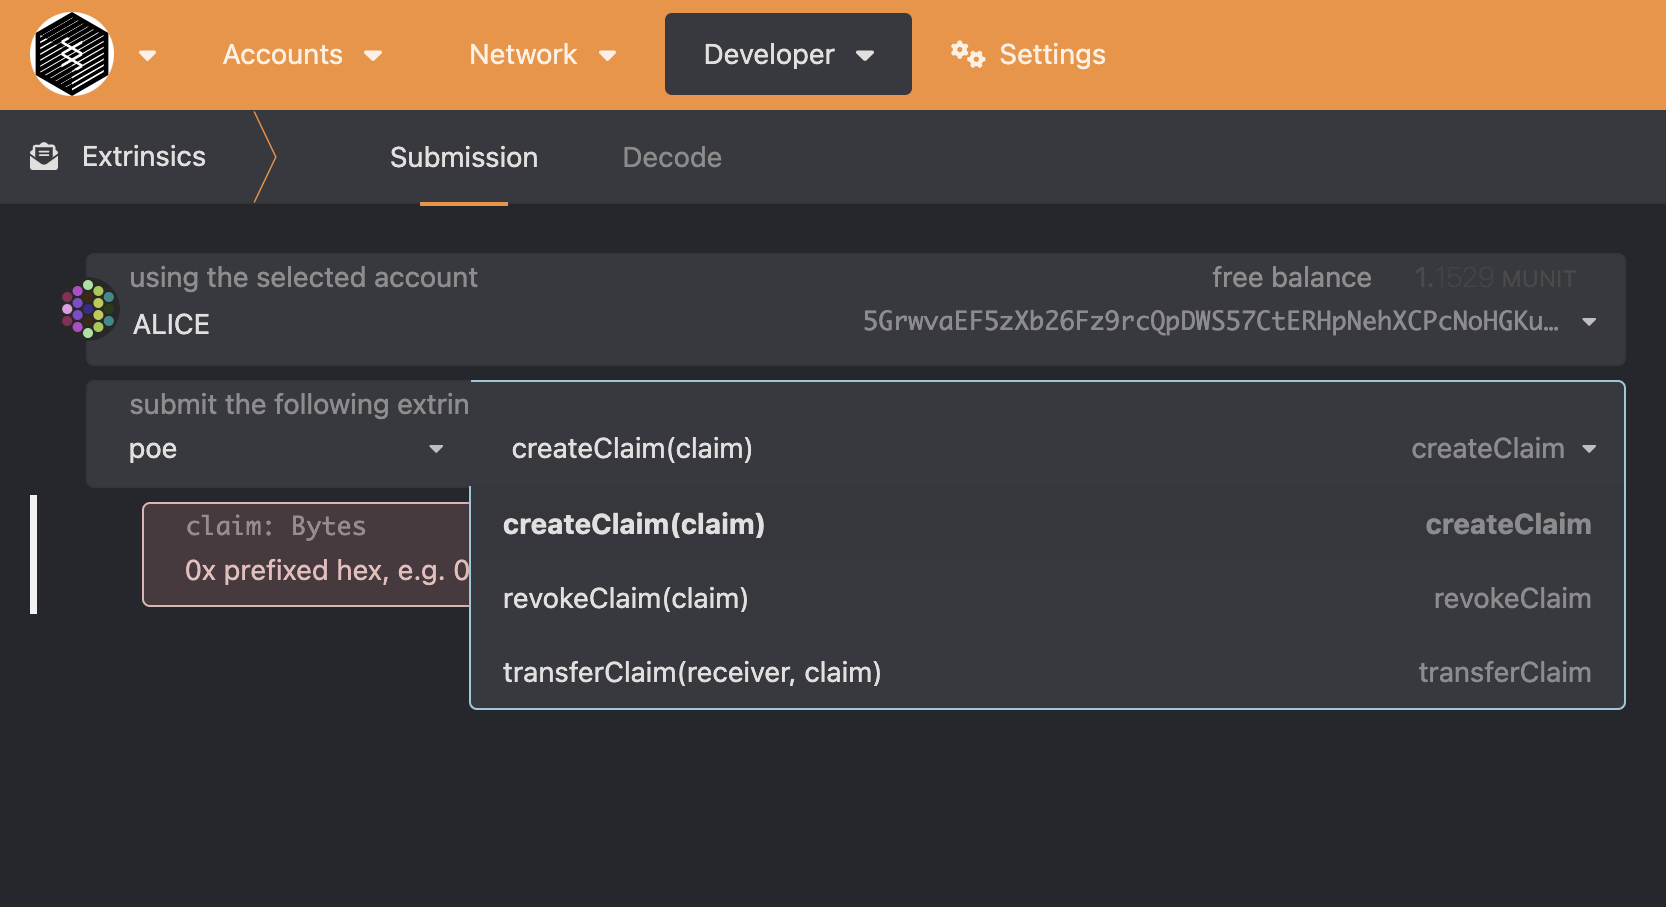 Accounts Network Developer Settings
Extrinsics Submission Decode
using the selected account free balance 1.1529 MUNIT
ALICE 5GrwvaEF5zXb26Fz9rcQpDWS57CtERHpNehXCPcNoHGKu…
submit the following extrin
poe createClaim(claim) createClaim
claim: Bytes createClaim(claim) createClaim
0x prefixed hex, e.g. 0 revokeClaim(claim) revokeClaim
transferClaim(receiver, claim) transferClaim